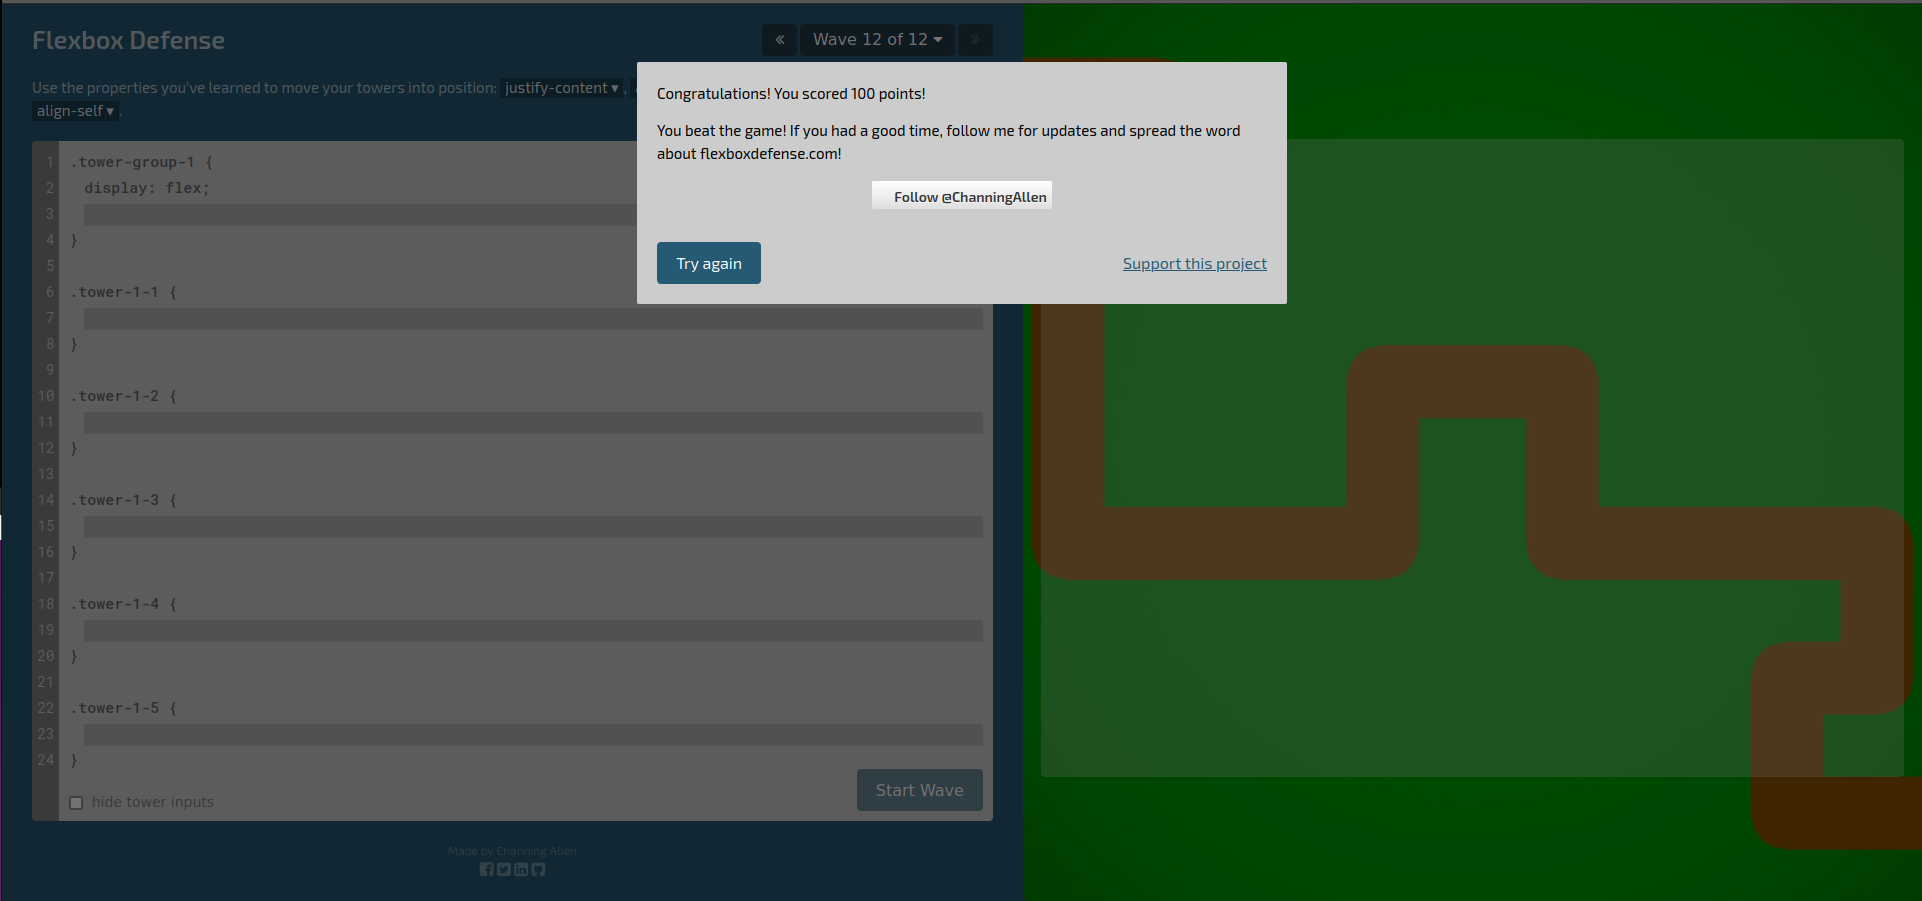 Flexbox Defense
«
Wave 12 of 12
»
Use the properties you've learned to move your towers into position: justify-content ▾,
align-self ▾.
Congratulations! You scored 100 points!
You beat the game! If you had a good time, follow me for updates and spread the word
about flexboxdefense.com!
Follow @ChanningAllen
Try again
Support this project
1 .tower-group-1 {
2 display: flex;
3
4 }
5
6 .tower-1-1 {
7
8 }
9
10 .tower-1-2 {
11
12 }
13
14 .tower-1-3 {
15
16 }
17
18 .tower-1-4 {
19
20 }
21
22 .tower-1-5 {
23
24 }
hide tower inputs
Start Wave
Made by Channing Allen